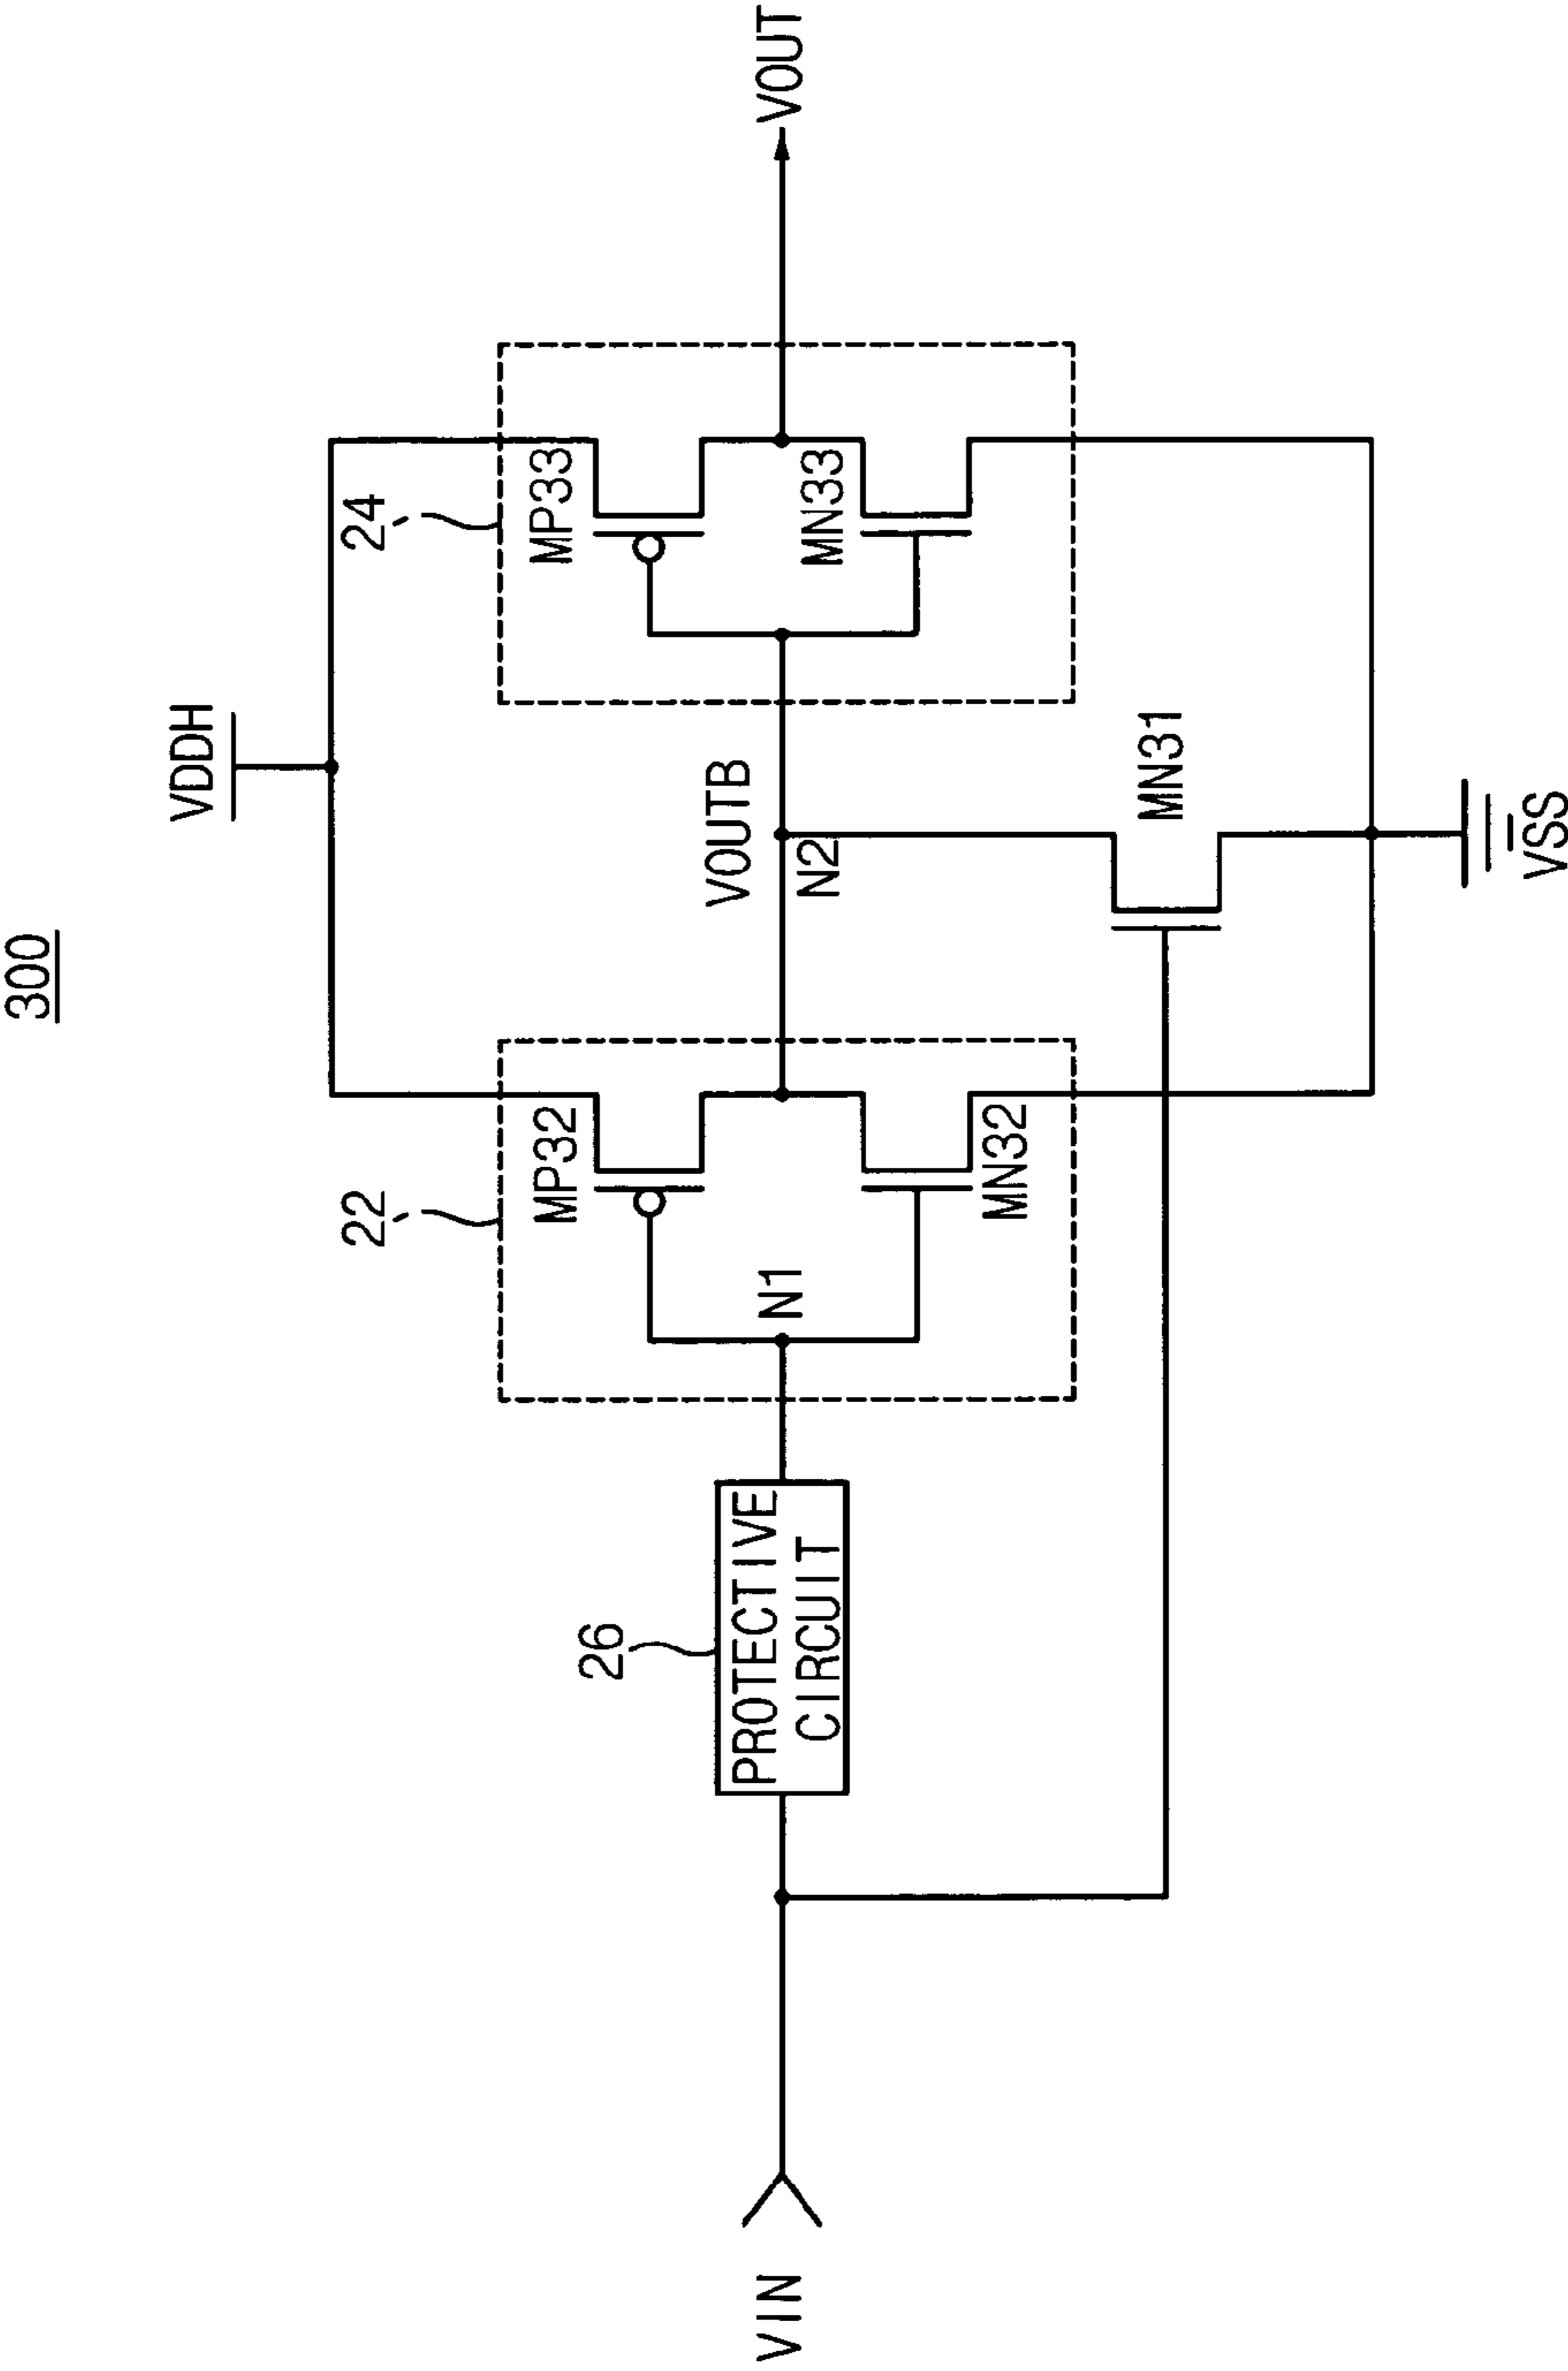 300
VDDH
22
24
MP32
MP33
26
VIN
PROTECTIVE
CIRCUIT
N1
VOUTB
N2
VOUT
MN32
MN33
MN31
VSS